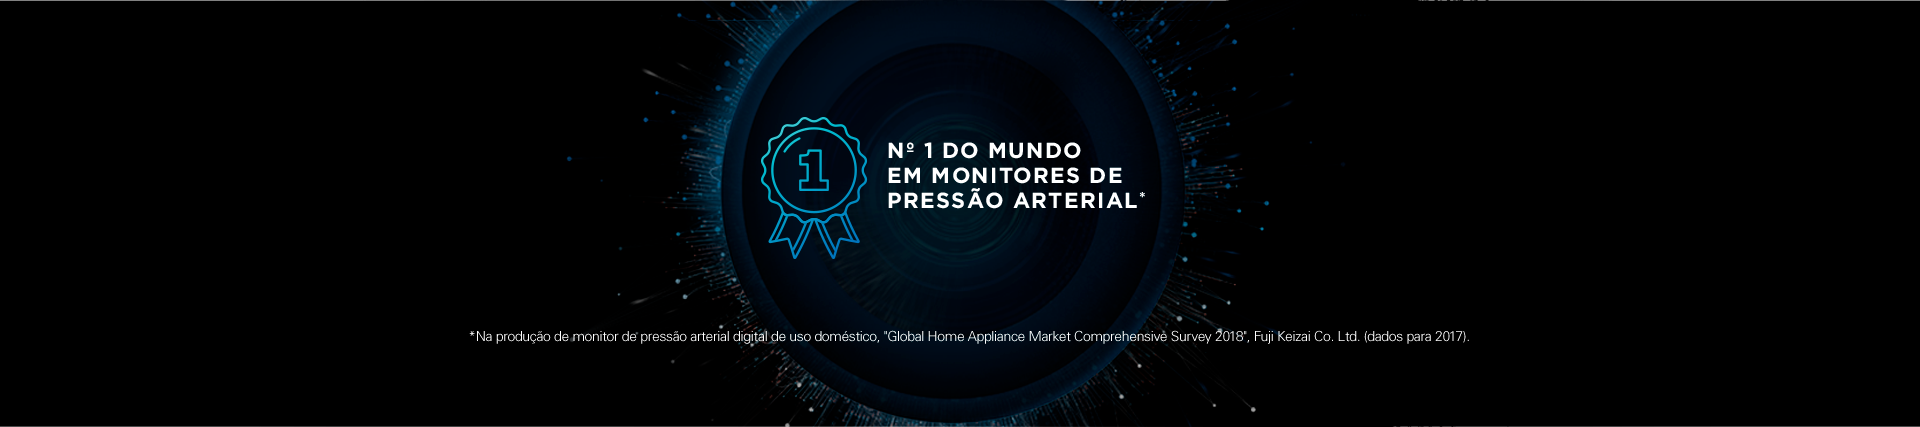 1
Nº 1 DO MUNDO
EM MONITORES DE
PRESSÃO ARTERIAL*
*Na produção de monitor de pressão arterial digital de uso doméstico, "Global Home Appliance Market Comprehensive Survey 2018", Fuji Keizai Co. Ltd. (dados para 2017).